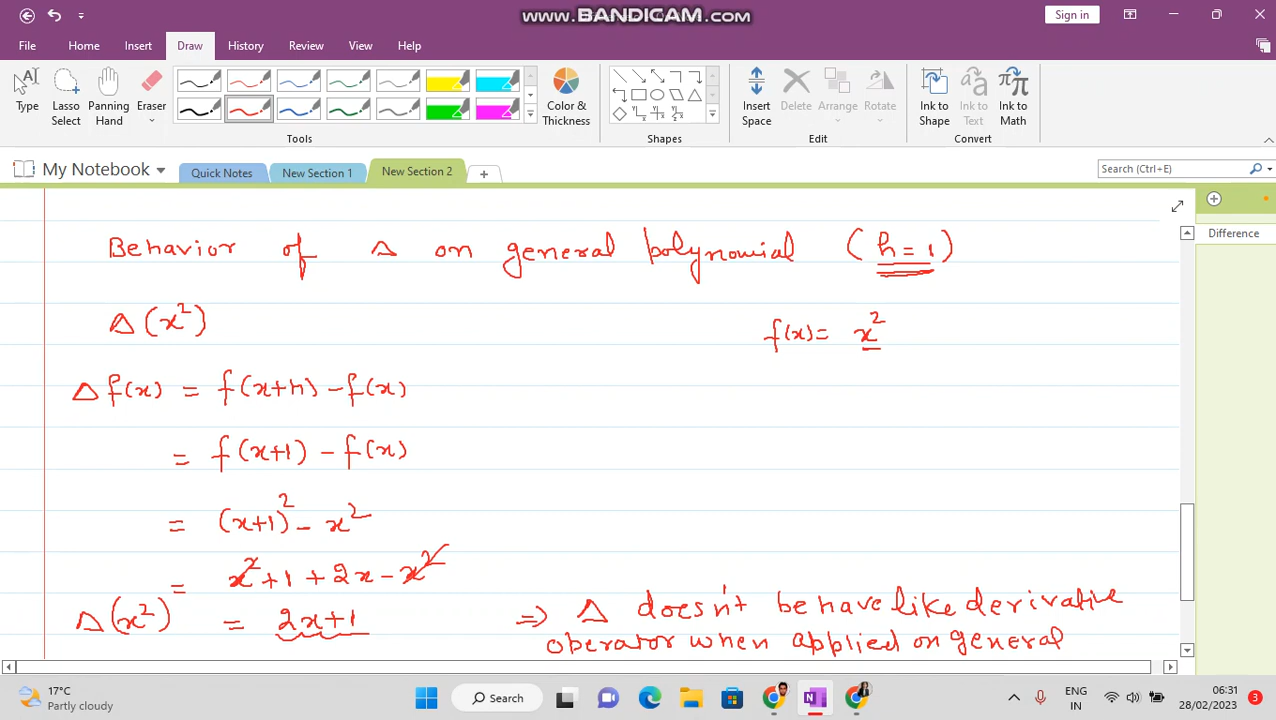 www.BANDICAM.com
Sign in
File Home Insert Draw History Review View Help
Type
Lasso Select
Panning Hand
Eraser
Color & Thickness
Insert Space
Delete
Arrange
Rotate
Ink to Shape
Ink to Text
Ink to Math
Tools
Shapes
Edit
Convert
My Notebook
Quick Notes
New Section 1
New Section 2
Search (Ctrl+E)
Difference
Behavior of Δ on general polynomial (h=1)
Δ(x²)
f(x)= x²
Δf(x) = f(x+h) - f(x)
= f(x+1) - f(x)
= (x+1)² - x²
= x² + 1 + 2x - x²
Δ(x²) = 2x+1
⇒ Δ doesn't behave like derivative
operator when applied on general
17°C
Partly cloudy
Search
ENG
IN
06:31
28/02/2023
3